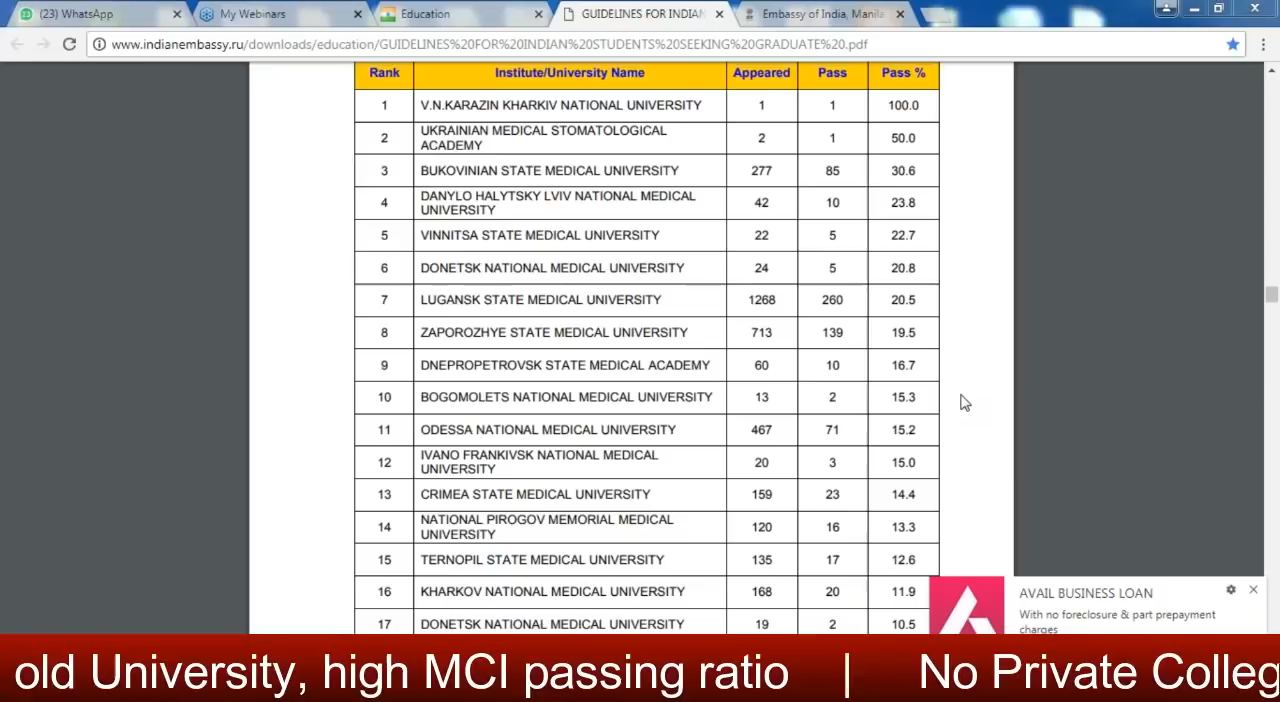 (23) WhatsApp
My Webinars
Education
GUIDELINES FOR INDIAN
Embassy of India, Manila
www.indianembassy.ru/downloads/education/GUIDELINES%20FOR%20INDIAN%20STUDENTS%20SEEKING%20GRADUATE%20.pdf
Rank Institute/University Name Appeared Pass Pass %
1 V.N.KARAZIN KHARKIV NATIONAL UNIVERSITY 1 1 100.0
2 UKRAINIAN MEDICAL STOMATOLOGICAL
ACADEMY 2 1 50.0
3 BUKOVINIAN STATE MEDICAL UNIVERSITY 277 85 30.6
4 DANYLO HALYTSKY LVIV NATIONAL MEDICAL
UNIVERSITY 42 10 23.8
5 VINNITSA STATE MEDICAL UNIVERSITY 22 5 22.7
6 DONETSK NATIONAL MEDICAL UNIVERSITY 24 5 20.8
7 LUGANSK STATE MEDICAL UNIVERSITY 1268 260 20.5
8 ZAPOROZHYE STATE MEDICAL UNIVERSITY 713 139 19.5
9 DNEPROPETROVSK STATE MEDICAL ACADEMY 60 10 16.7
10 BOGOMOLETS NATIONAL MEDICAL UNIVERSITY 13 2 15.3
11 ODESSA NATIONAL MEDICAL UNIVERSITY 467 71 15.2
12 IVANO FRANKIVSK NATIONAL MEDICAL
UNIVERSITY 20 3 15.0
13 CRIMEA STATE MEDICAL UNIVERSITY 159 23 14.4
14 NATIONAL PIROGOV MEMORIAL MEDICAL
UNIVERSITY 120 16 13.3
15 TERNOPIL STATE MEDICAL UNIVERSITY 135 17 12.6
16 KHARKOV NATIONAL MEDICAL UNIVERSITY 168 20 11.9
17 DONETSK NATIONAL MEDICAL UNIVERSITY 19 2 10.5
AVAIL BUSINESS LOAN
With no foreclosure & part prepayment
charges
old University, high MCI passing ratio | No Private Colleg